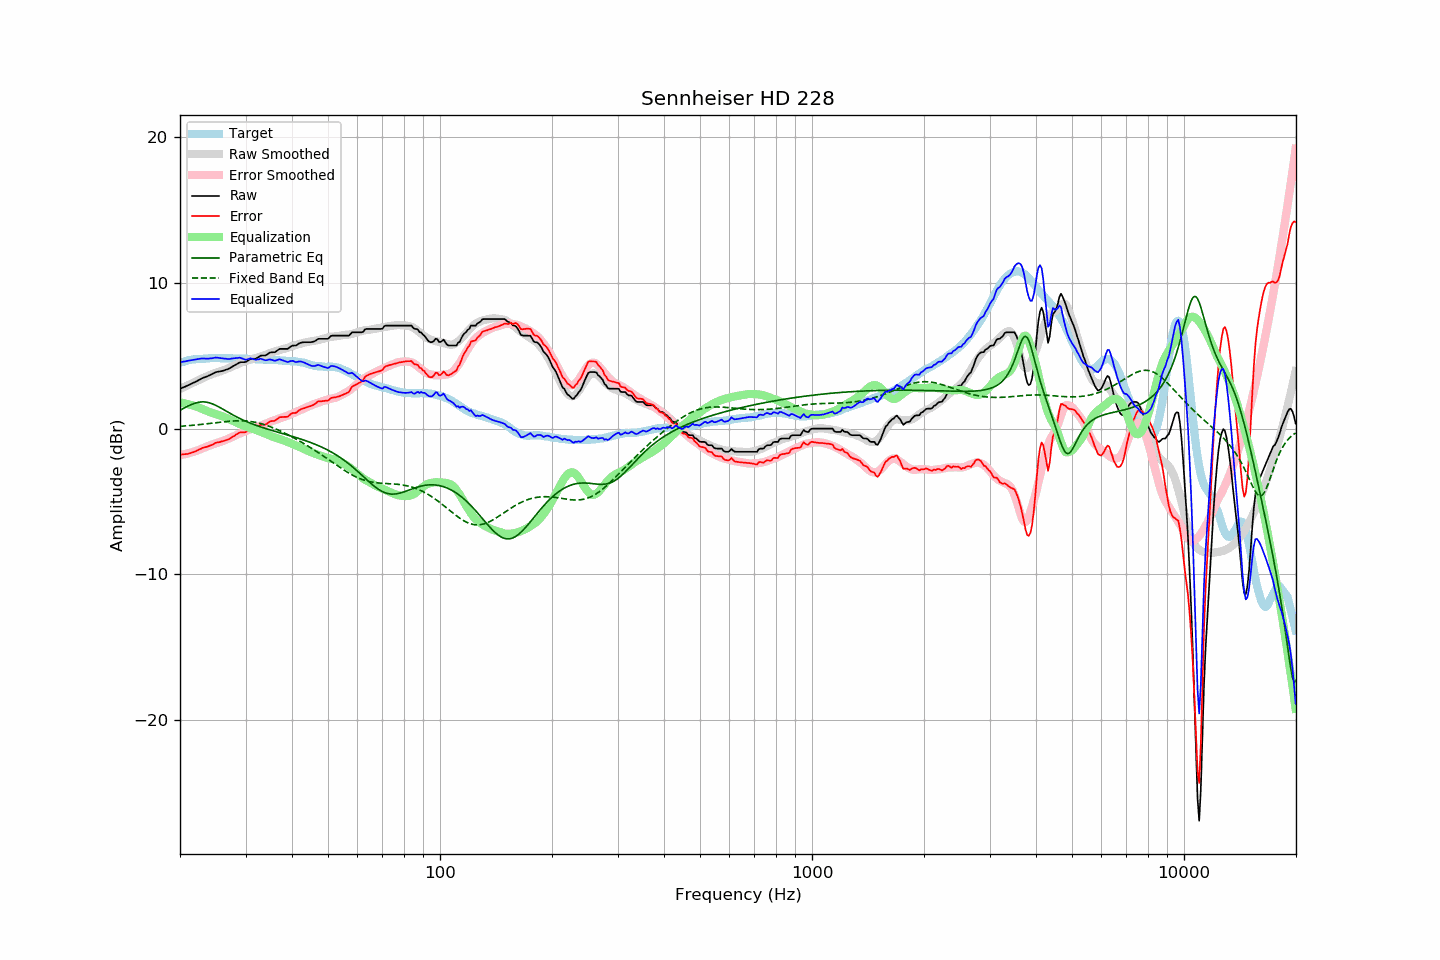 Sennheiser HD 228
Target
Raw Smoothed
Error Smoothed
Raw
Error
Equalization
Parametric Eq
Fixed Band Eq
Equalized
20
10
0
−10
−20
Amplitude (dBr)
100
1000
10000
Frequency (Hz)